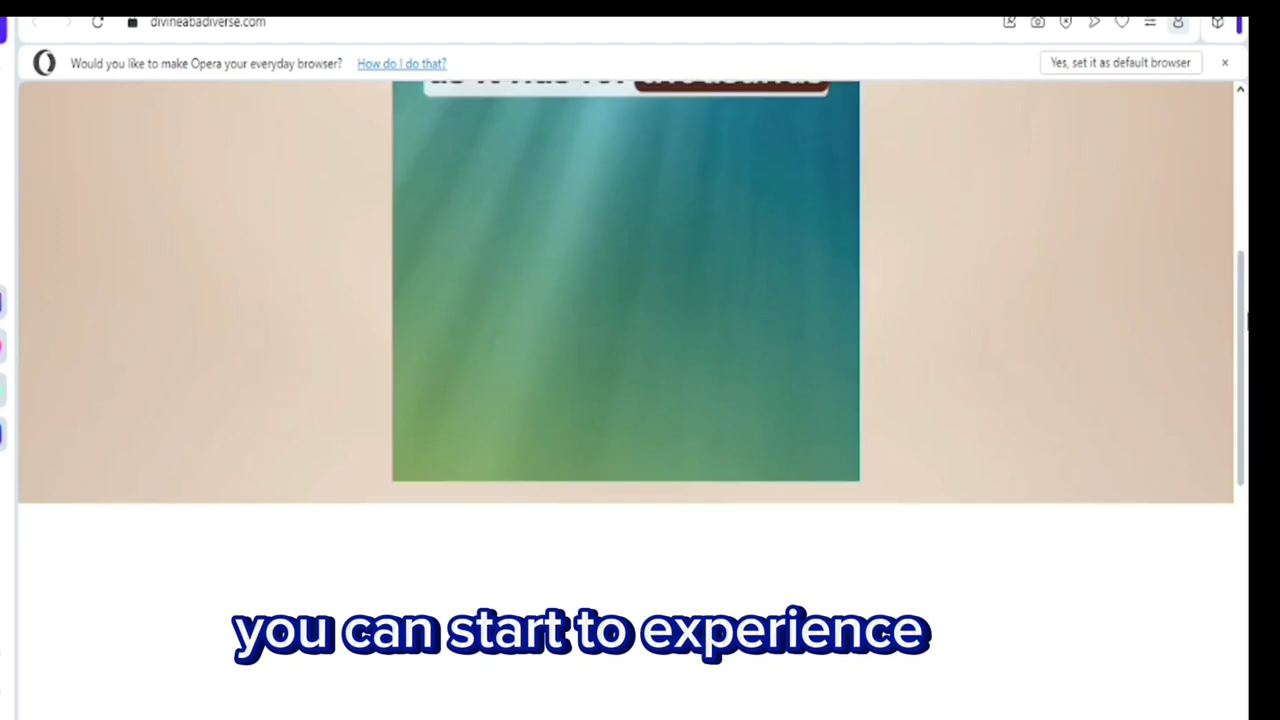 divineabadiverse.com
Would you like to make Opera your everyday browser? How do I do that? Yes, set it as default browser
you can start to experience